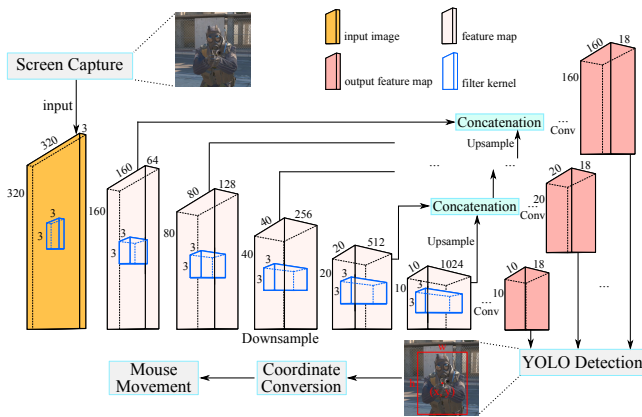 input image
feature map
output feature map
filter kernel
Screen Capture
input
320
3
320
3
3
160
64
160
3
3
80
128
80
3
3
40
256
40
3
3
20
512
20
3
3
10
1024
10
3
3
Downsample
Concatenation
Upsample
... ...
Concatenation
Upsample
...
Conv
160
18
160
...
Conv
20
18
20
...
Conv
10
18
10
...
YOLO Detection
w
h
Coordinate
Conversion
Mouse
Movement